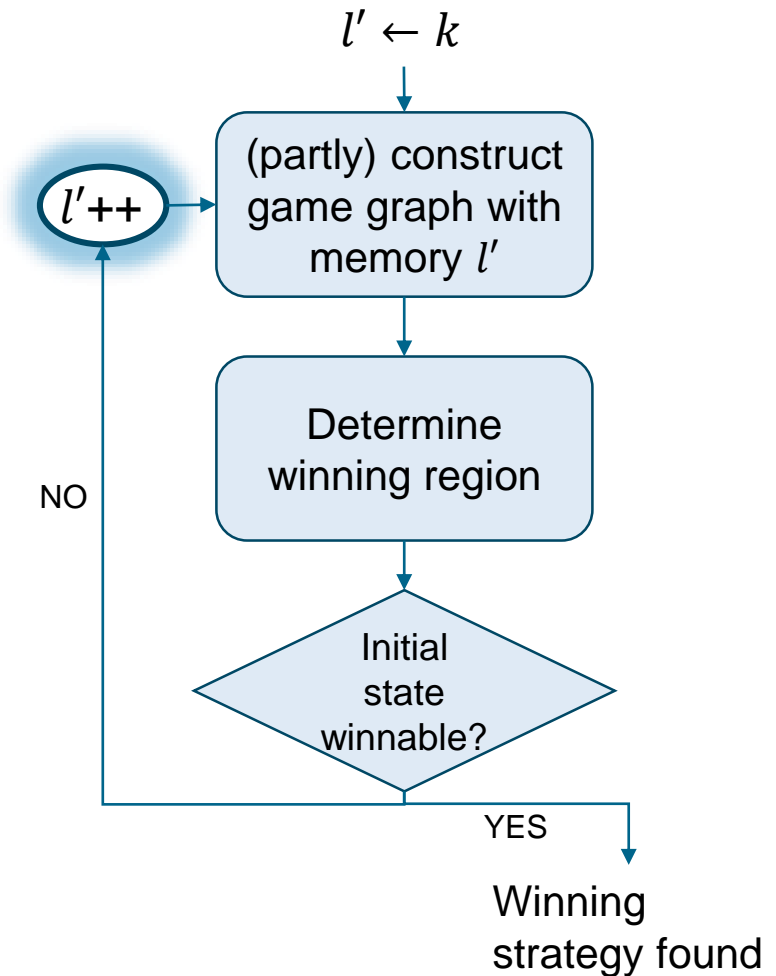 l′ ← k
(partly) construct
game graph with
memory l′
l′++
Determine
winning region
NO
Initial
state
winnable?
YES
Winning
strategy found